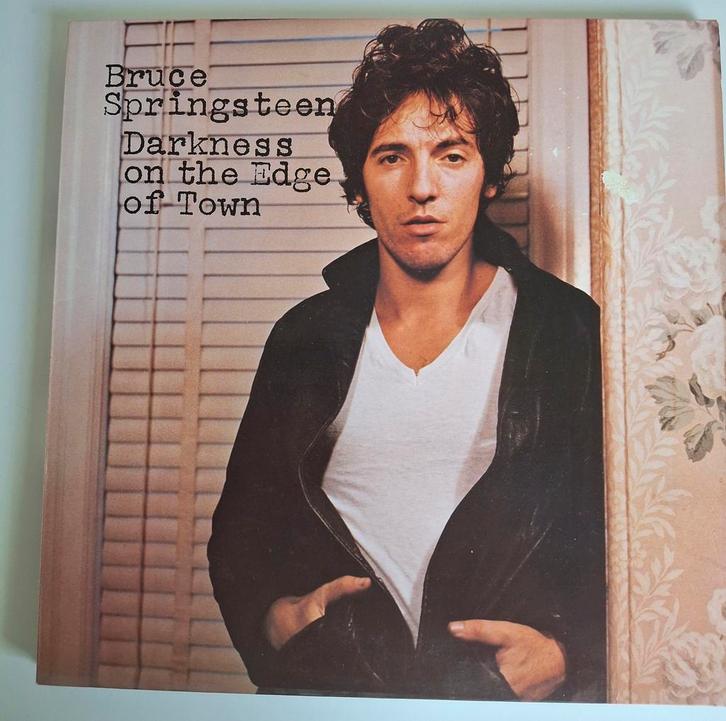 Bruce
Springsteen
Darkness
on the Edge
of Town